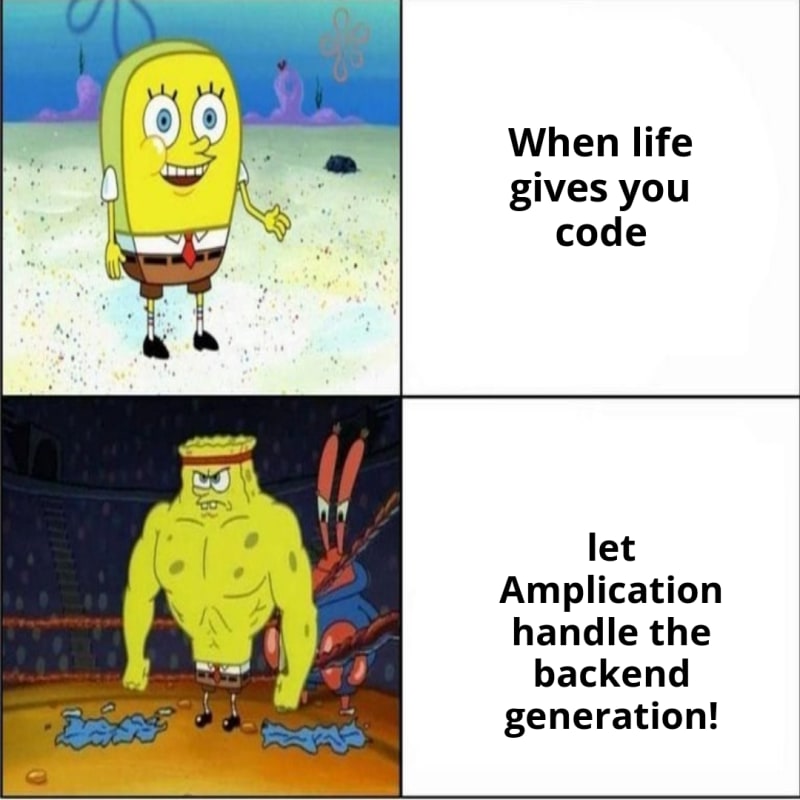 When life
gives you
code
let
Amplication
handle the
backend
generation!